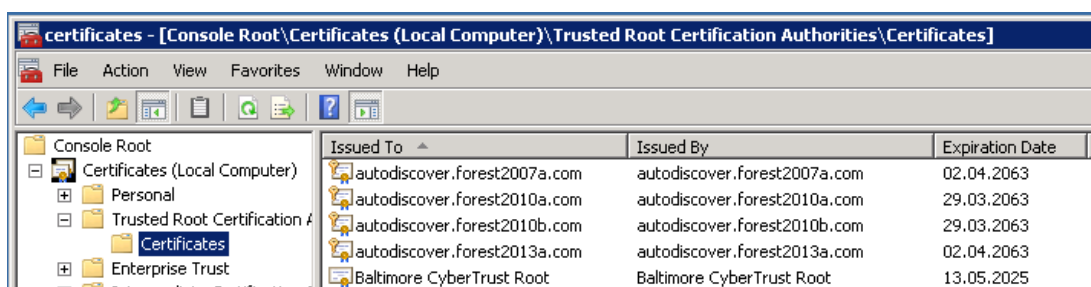 certificates - [Console Root\Certificates (Local Computer)\Trusted Root Certification Authorities\Certificates]
File Action View Favorites Window Help
Console Root
Certificates (Local Computer)
Personal
Trusted Root Certification
Certificates
Enterprise Trust
Issued To Issued By Expiration Date
autodiscover.forest2007a.com autodiscover.forest2007a.com 02.04.2063
autodiscover.forest2010a.com autodiscover.forest2010a.com 29.03.2063
autodiscover.forest2010b.com autodiscover.forest2010b.com 29.03.2063
autodiscover.forest2013a.com autodiscover.forest2013a.com 02.04.2063
Baltimore CyberTrust Root Baltimore CyberTrust Root 13.05.2025